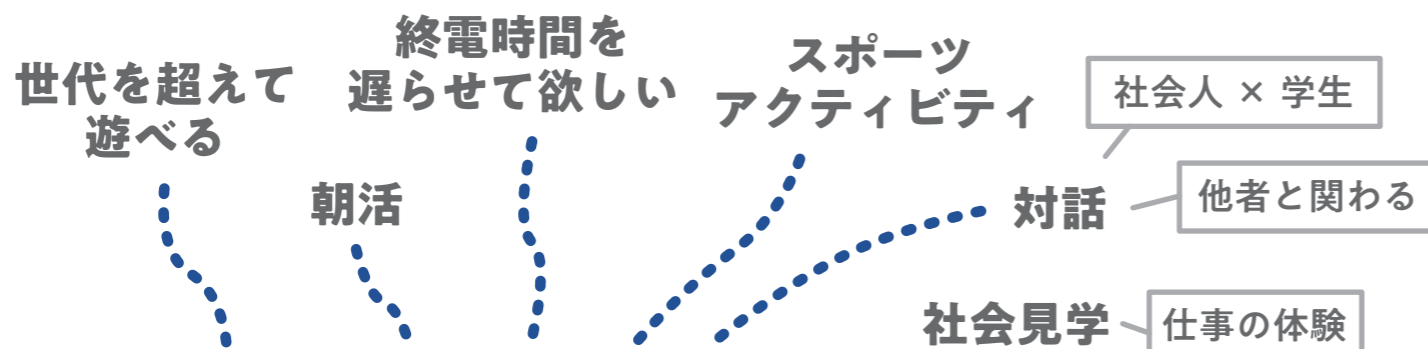 世代を超えて
遊べる
終電時間を
遅らせて欲しい
スポーツ
アクティビティ
社会人 × 学生
朝活
対話
他者と関わる
社会見学
仕事の体験